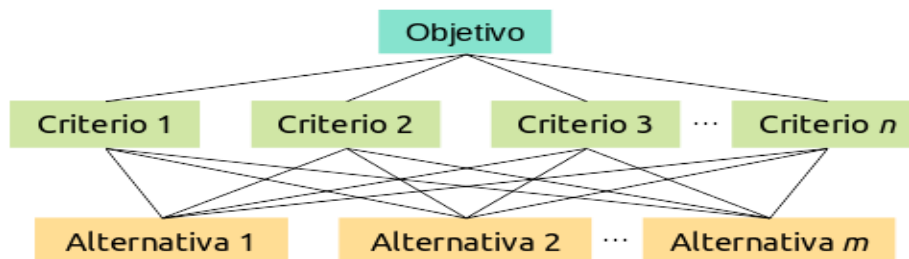 Objetivo
Criterio 1 Criterio 2 Criterio 3 ... Criterio n
Alternativa 1 Alternativa 2 ... Alternativa m